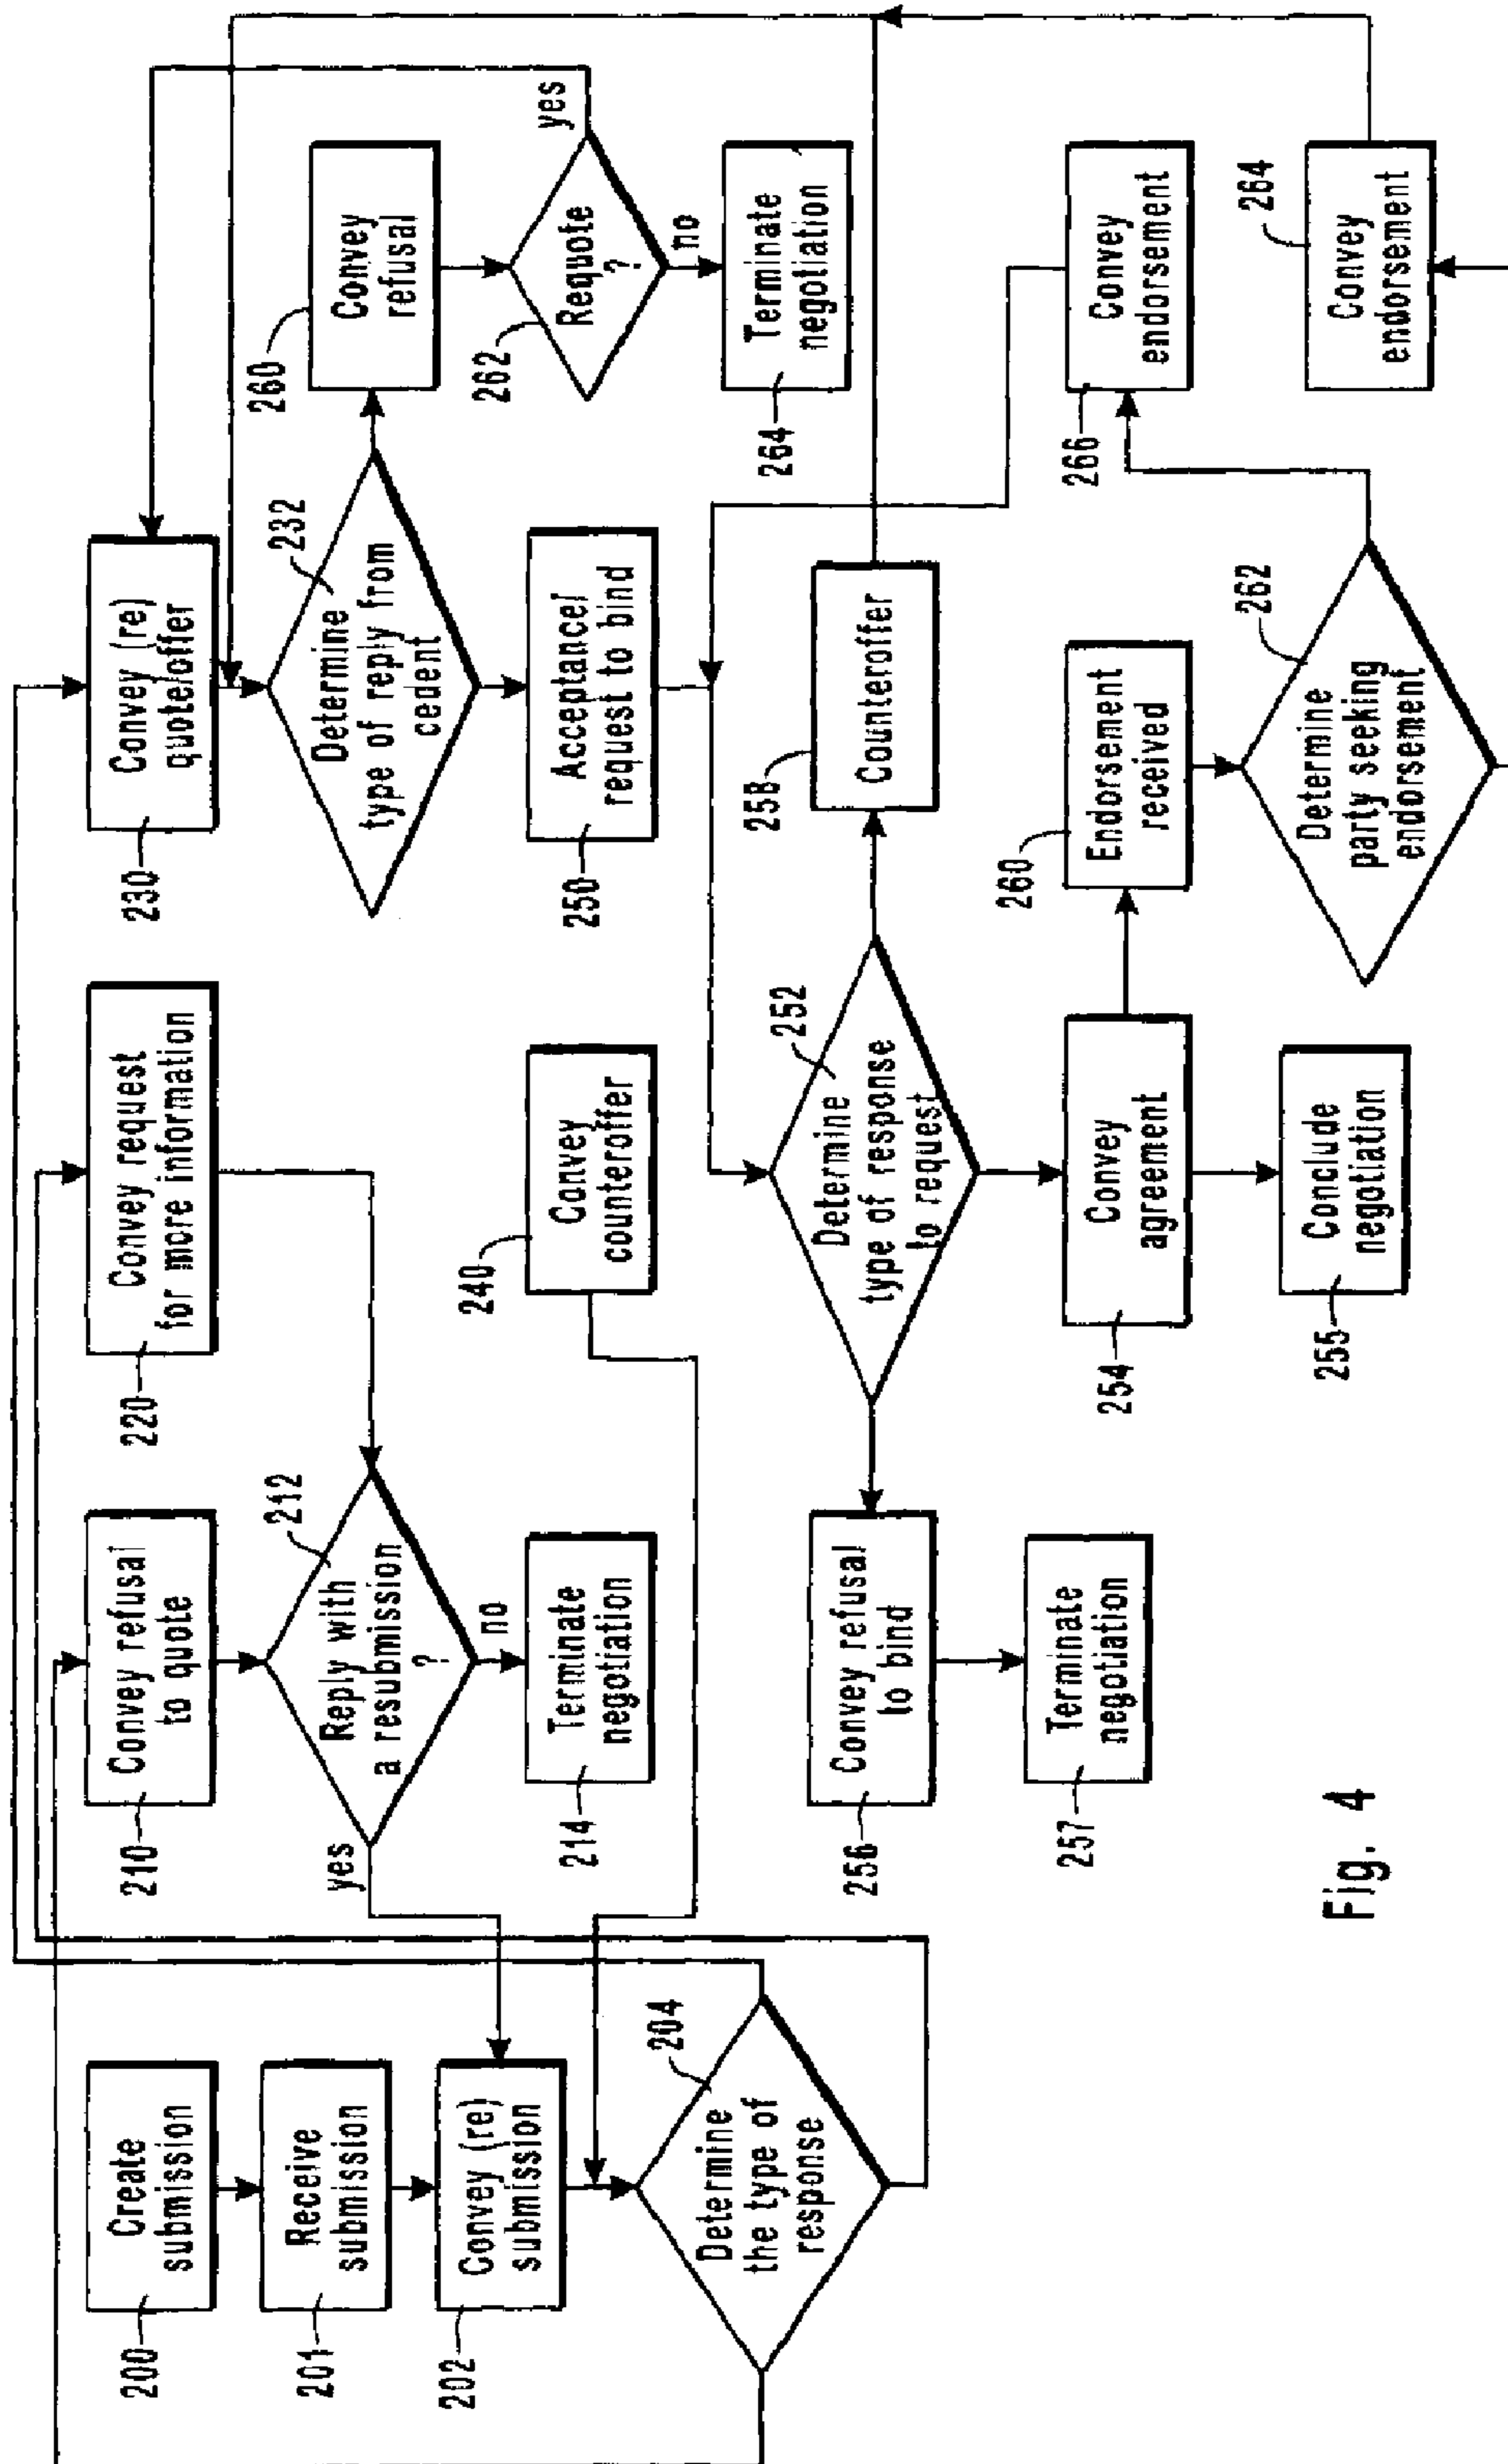 200
Create
submission
201
Receive
submission
202
Convey (re)
submission
204
Determine
the type of
response
210
Convey refusal
to quote
212
Reply with
a resubmission
?
yes
no
214
Terminate
negotiation
220
Convey request
for more information
240
Convey
counteroffer
230
Convey (re)
quote/offer
232
Determine
type of reply from
cedent
260
Convey
refusal
262
Requote
?
yes
no
264
Terminate
negotiation
250
Acceptance/
request to bind
252
Determine
type of response
to request
256
Convey refusal
to bind
257
Terminate
negotiation
254
Convey
agreement
255
Conclude
negotiation
258
Counteroffer
260
Endorsement
received
262
Determine
party seeking
endorsement
266
Convey
endorsement
264
Convey
endorsement
Fig. 4